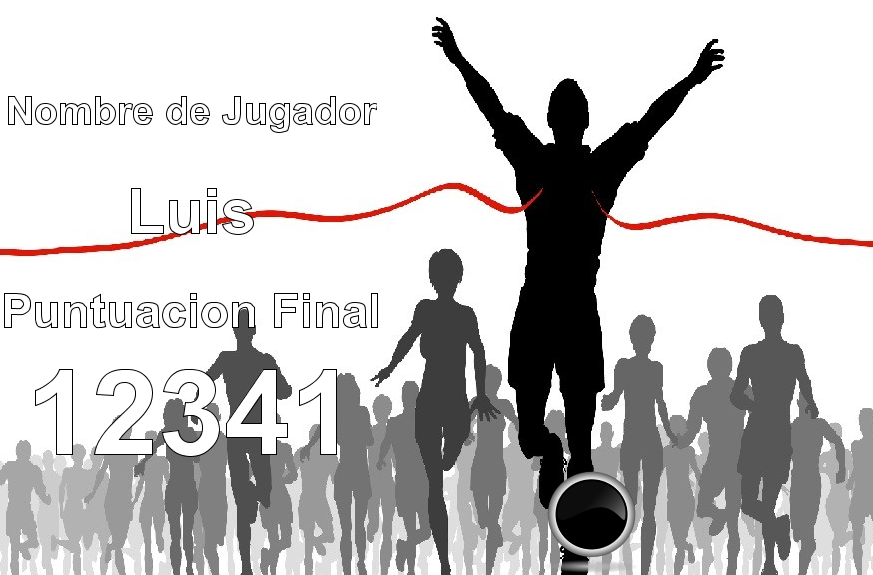 Nombre de Jugador
Luis
Puntuacion Final
12341